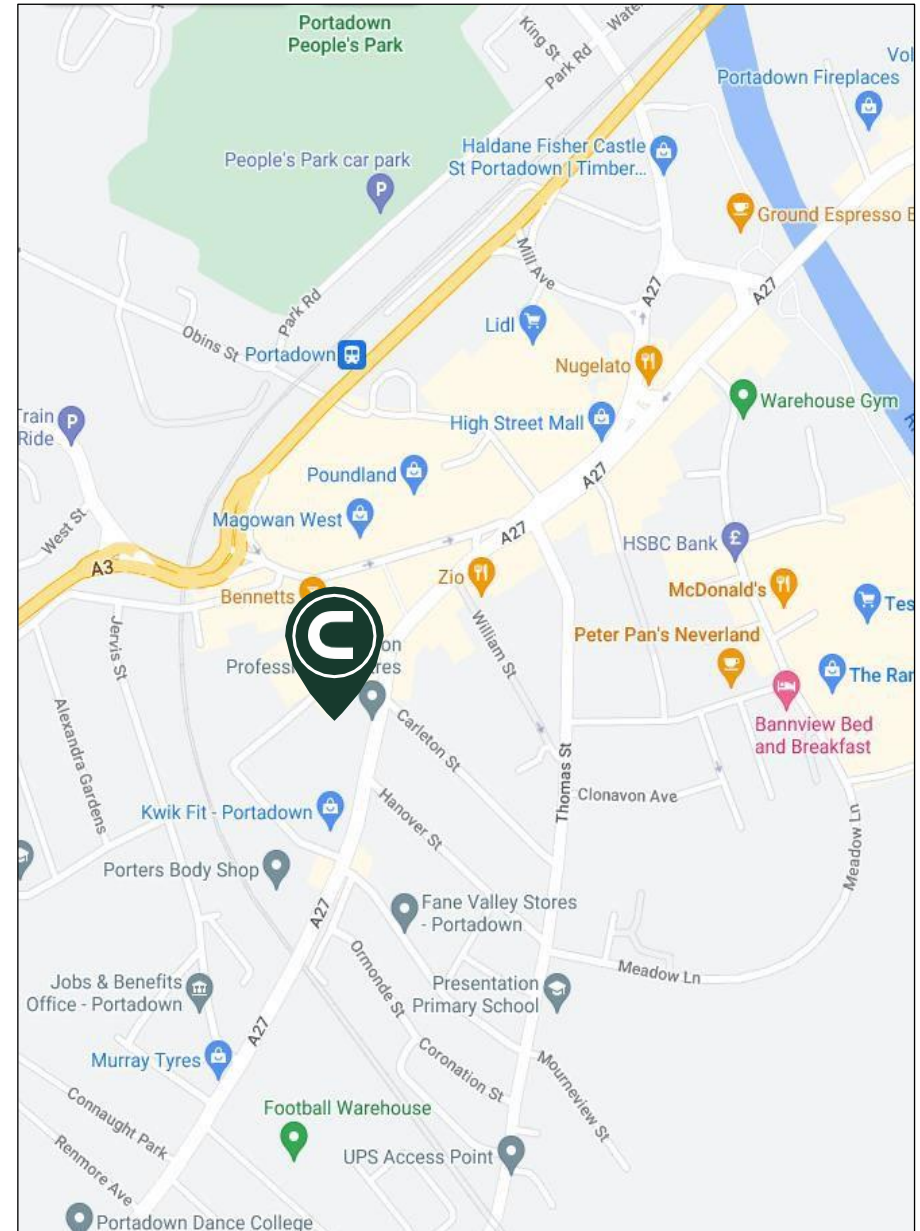 Portadown
People's Park
King St
Park Rd
Portadown Fireplaces
People's Park car park
P
Haldane Fisher Castle
St Portadown | Timber...
Ground Espresso
Mill Ave
A27
A27
Park Rd
Obins St
Portadown
Lidl
Nugelato
Warehouse Gym
High Street Mall
P
Ride
Poundland
A27
Magowan West
West St
A27
HSBC Bank
£
A3
Zio
McDonald's
Bennetts
C
Jervis St
William St
Peter Pan's Neverland
Alexandra Gardens
Carleton St
Bannview Bed
and Breakfast
Thomas St
Clonavon Ave
Kwik Fit - Portadown
Hanover St
Meadow Ln
Porters Body Shop
A27
Fane Valley Stores
- Portadown
Ormonde St
Meadow Ln
Jobs & Benefits
Office - Portadown
Presentation
Primary School
A27
Murray Tyres
Coronation St
Mourneview St
Connaught Park
Football Warehouse
Renmore Ave
UPS Access Point
Portadown Dance College